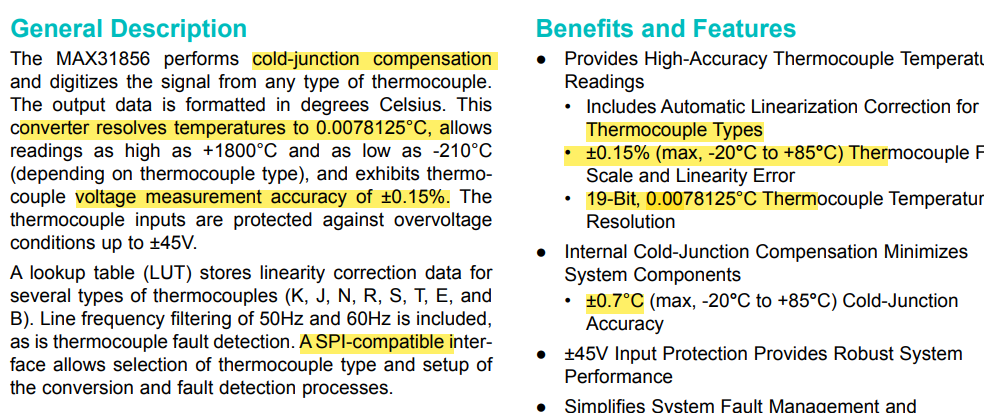 General Description
The MAX31856 performs cold-junction compensation
and digitizes the signal from any type of thermocouple.
The output data is formatted in degrees Celsius. This
converter resolves temperatures to 0.0078125°C, allows
readings as high as +1800°C and as low as -210°C
(depending on thermocouple type), and exhibits thermo-
couple voltage measurement accuracy of ±0.15%. The
thermocouple inputs are protected against overvoltage
conditions up to ±45V.
A lookup table (LUT) stores linearity correction data for
several types of thermocouples (K, J, N, R, S, T, E, and
B). Line frequency filtering of 50Hz and 60Hz is included,
as is thermocouple fault detection. A SPI-compatible inter-
face allows selection of thermocouple type and setup of
the conversion and fault detection processes.
Benefits and Features
● Provides High-Accuracy Thermocouple Temperatu
Readings
• Includes Automatic Linearization Correction for
Thermocouple Types
• ±0.15% (max, -20°C to +85°C) Thermocouple F
Scale and Linearity Error
• 19-Bit, 0.0078125°C Thermocouple Temperatur
Resolution
● Internal Cold-Junction Compensation Minimizes
System Components
• ±0.7°C (max, -20°C to +85°C) Cold-Junction
Accuracy
● ±45V Input Protection Provides Robust System
Performance
● Simplifies System Fault Management and